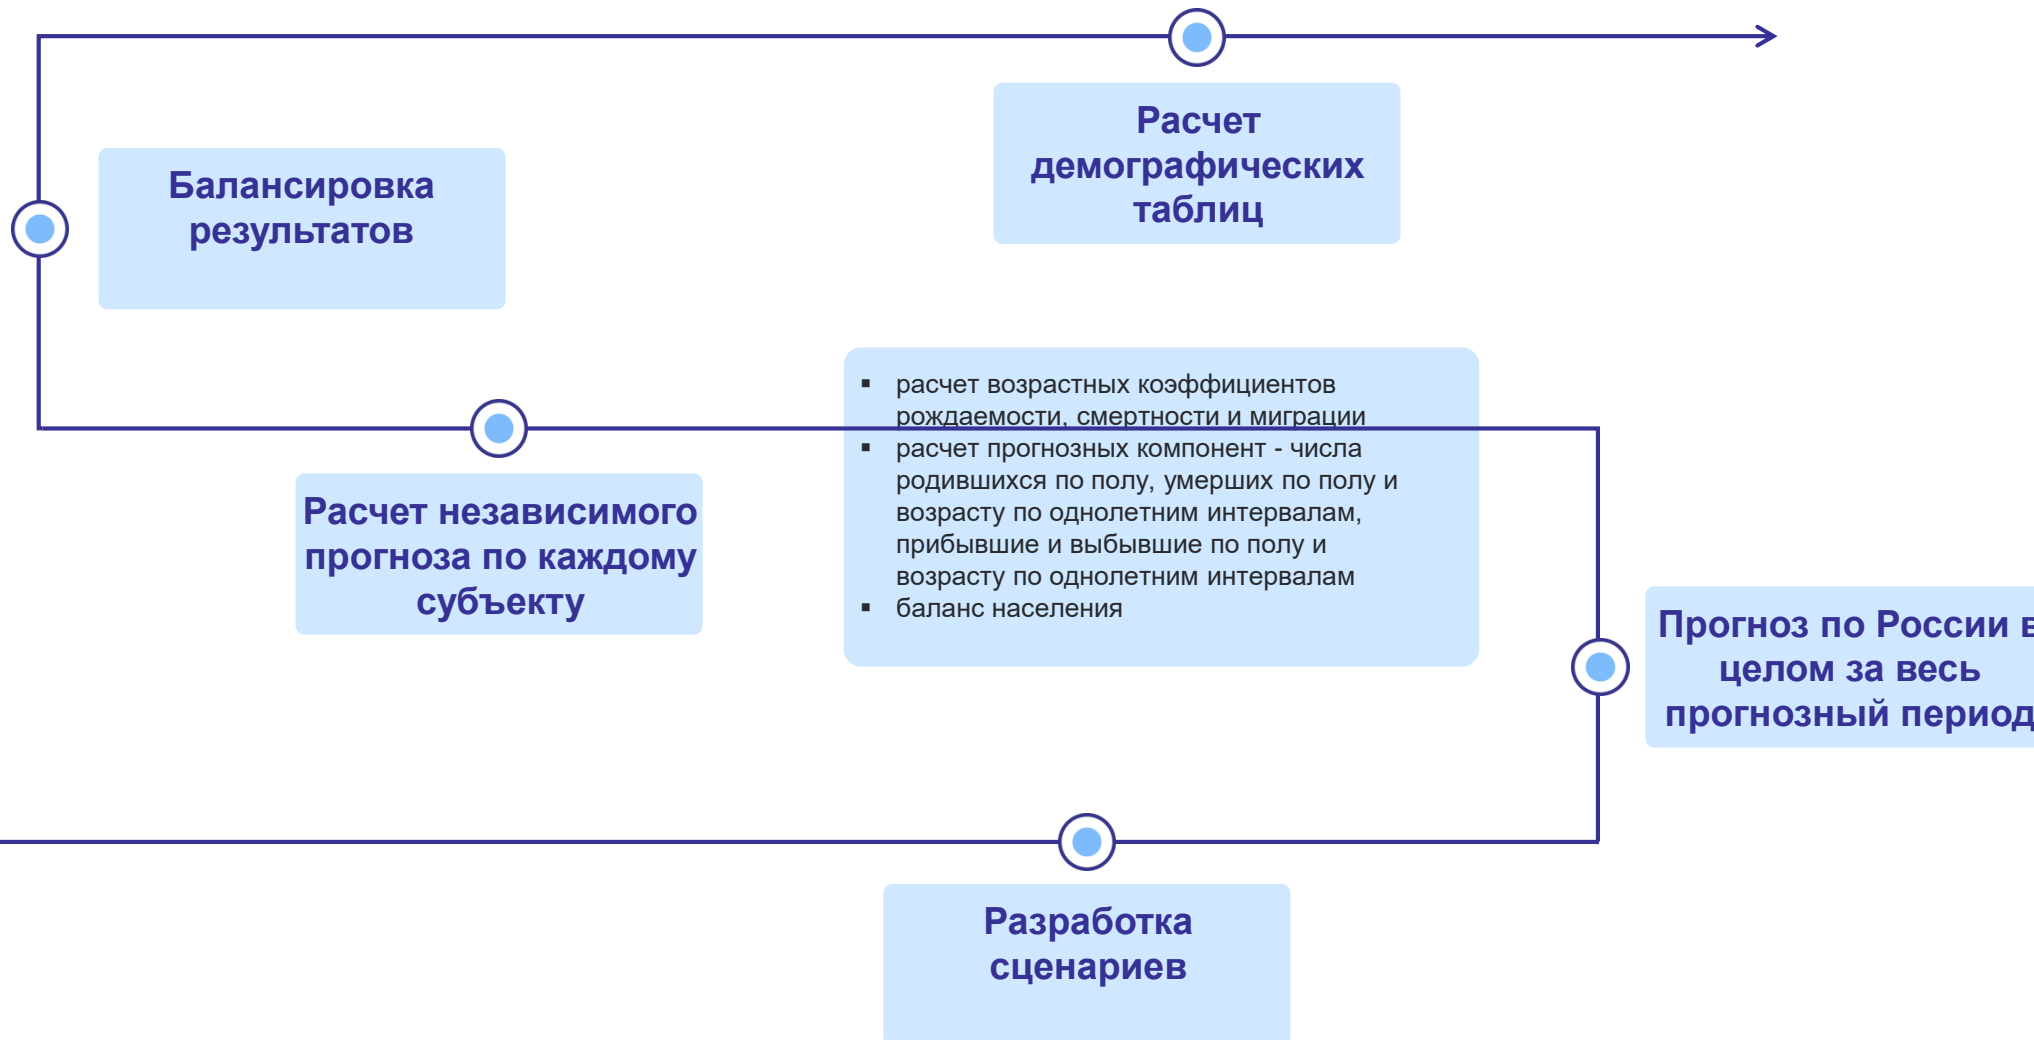 Расчет
демографических
таблиц
Балансировка
результатов
▪ расчет возрастных коэффициентов
рождаемости, смертности и миграции
▪ расчет прогнозных компонент - числа
родившихся по полу, умерших по полу и
возрасту по однолетним интервалам,
прибывшие и выбывшие по полу и
возрасту по однолетним интервалам
▪ баланс населения
Расчет независимого
прогноза по каждому
субъекту
Прогноз по России в
целом за весь
прогнозный период
Разработка
сценариев